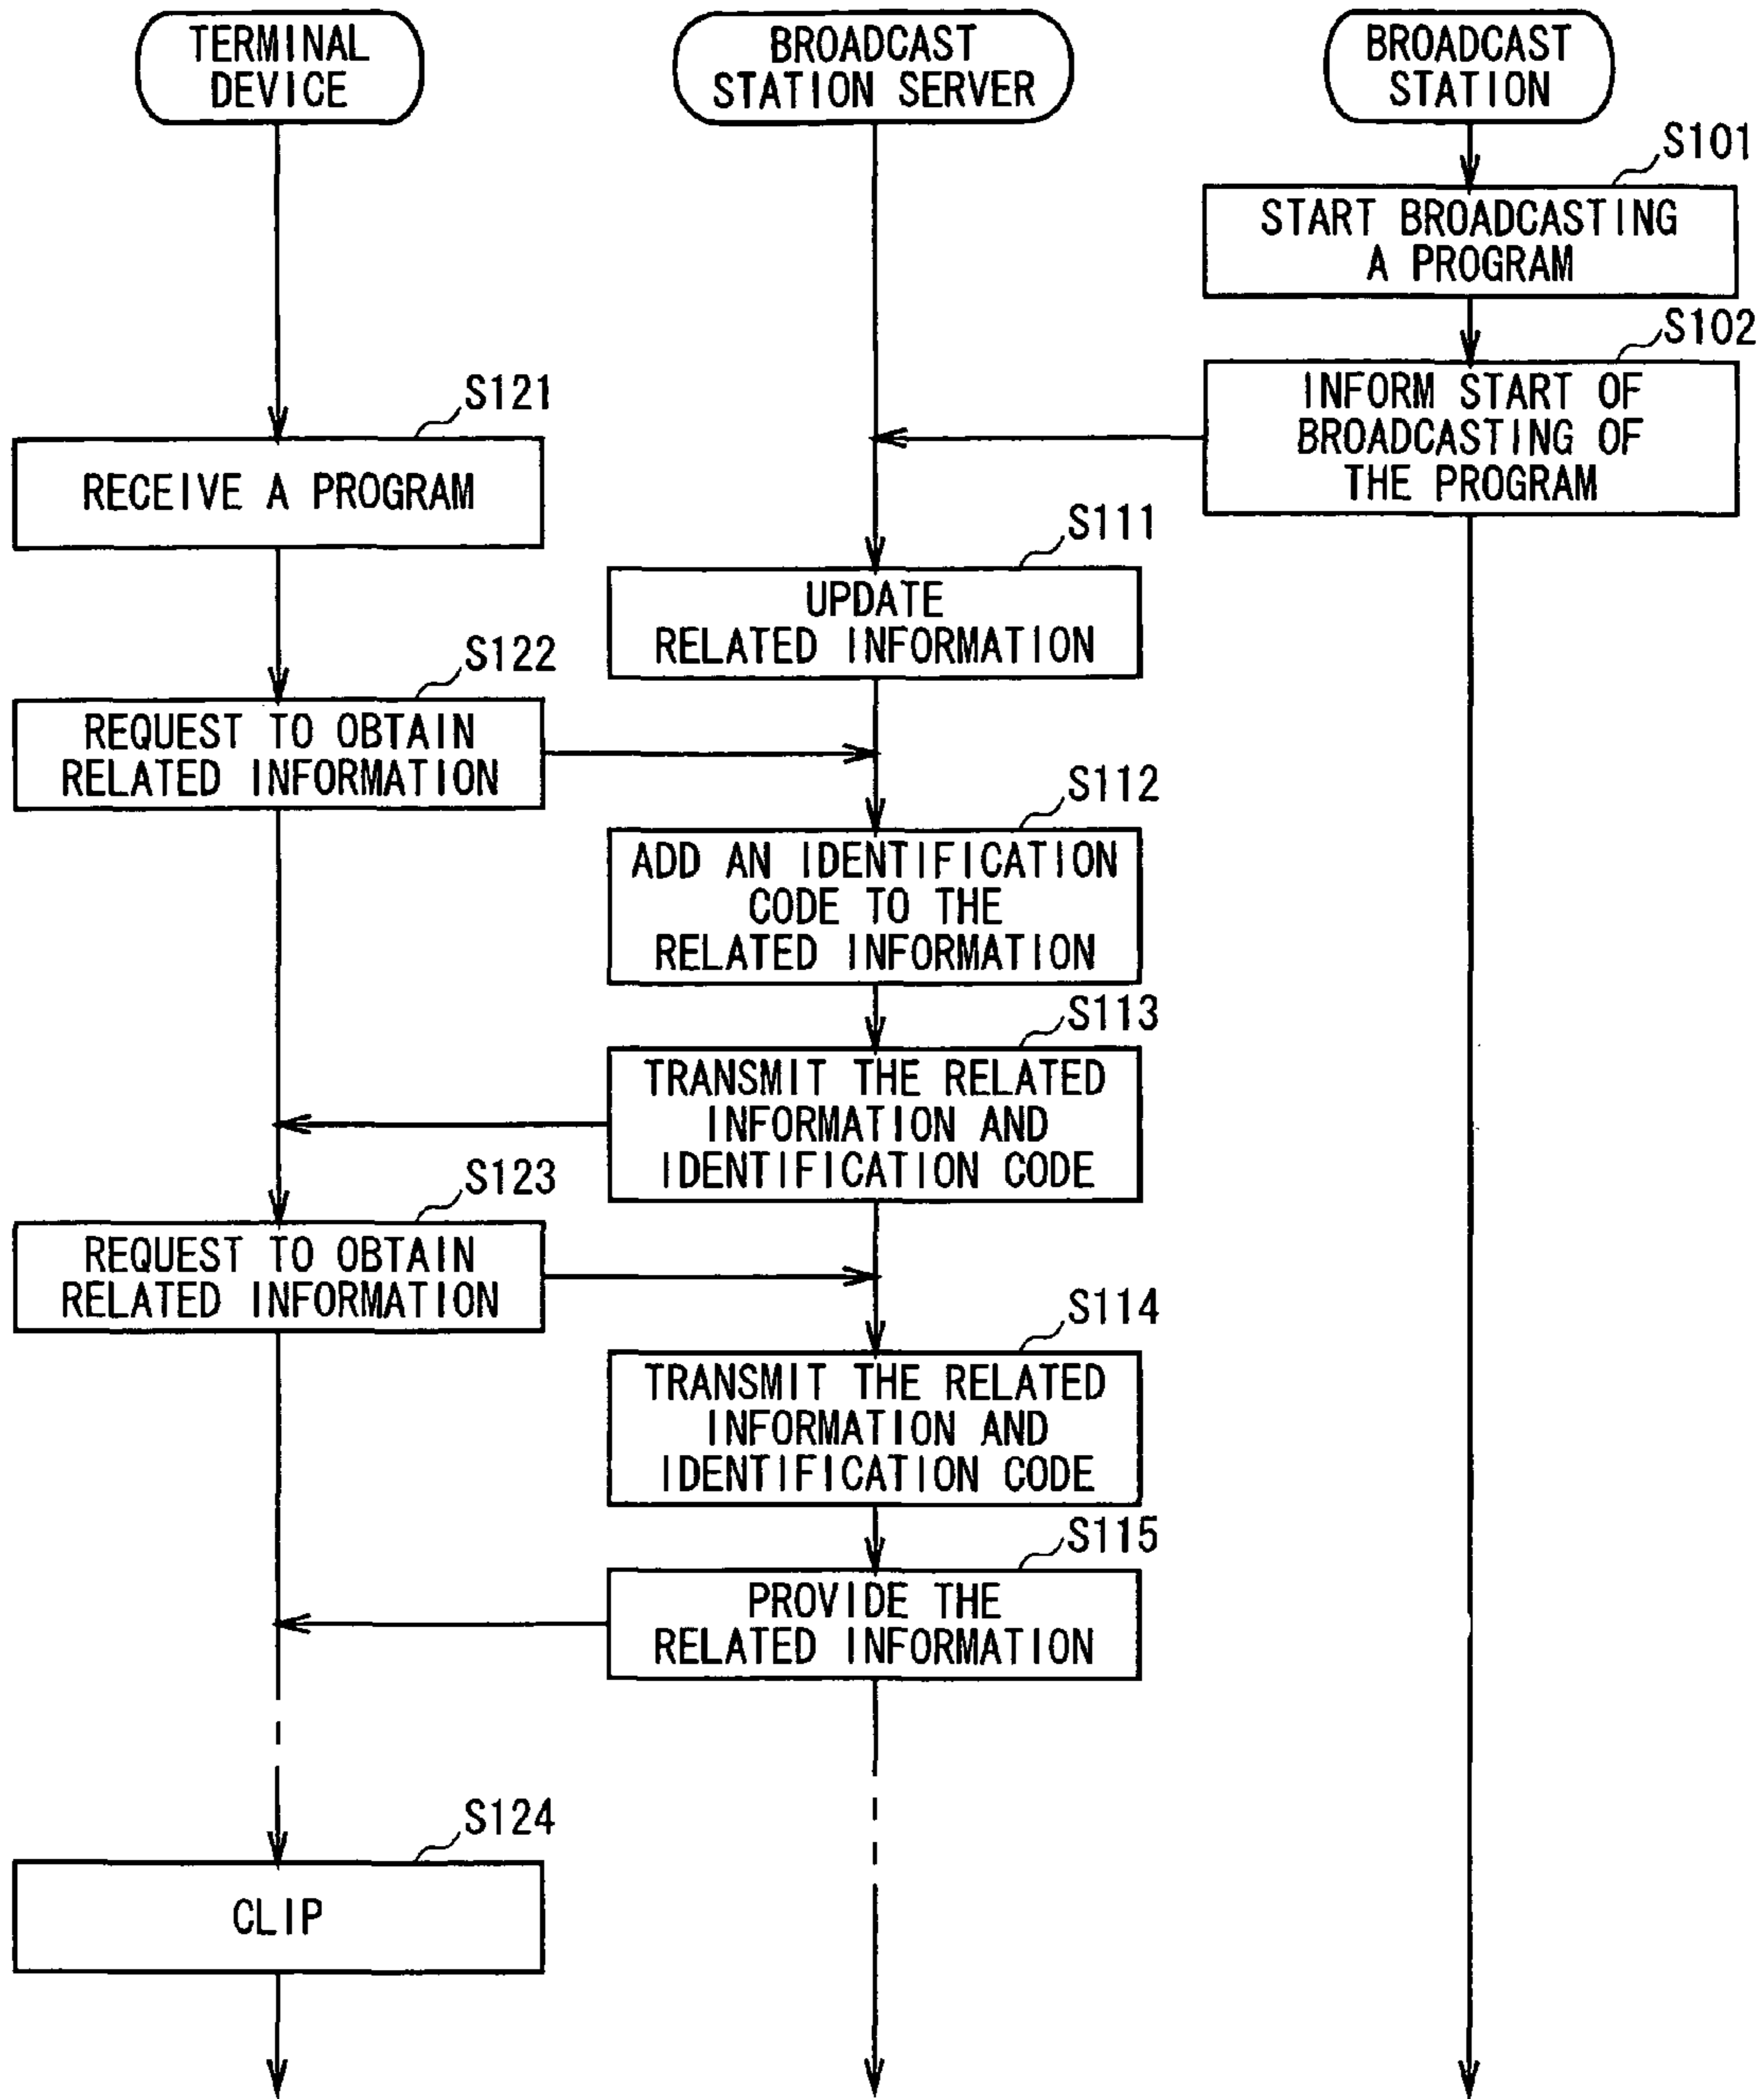 TERMINAL
DEVICE
BROADCAST
STATION SERVER
BROADCAST
STATION
S101
START BROADCASTING
A PROGRAM
S102
INFORM START OF
BROADCASTING OF
THE PROGRAM
S121
RECEIVE A PROGRAM
S111
UPDATE
RELATED INFORMATION
S122
REQUEST TO OBTAIN
RELATED INFORMATION
S112
ADD AN IDENTIFICATION
CODE TO THE
RELATED INFORMATION
S113
TRANSMIT THE RELATED
INFORMATION AND
IDENTIFICATION CODE
S123
REQUEST TO OBTAIN
RELATED INFORMATION
S114
TRANSMIT THE RELATED
INFORMATION AND
IDENTIFICATION CODE
S115
PROVIDE THE
RELATED INFORMATION
S124
CLIP